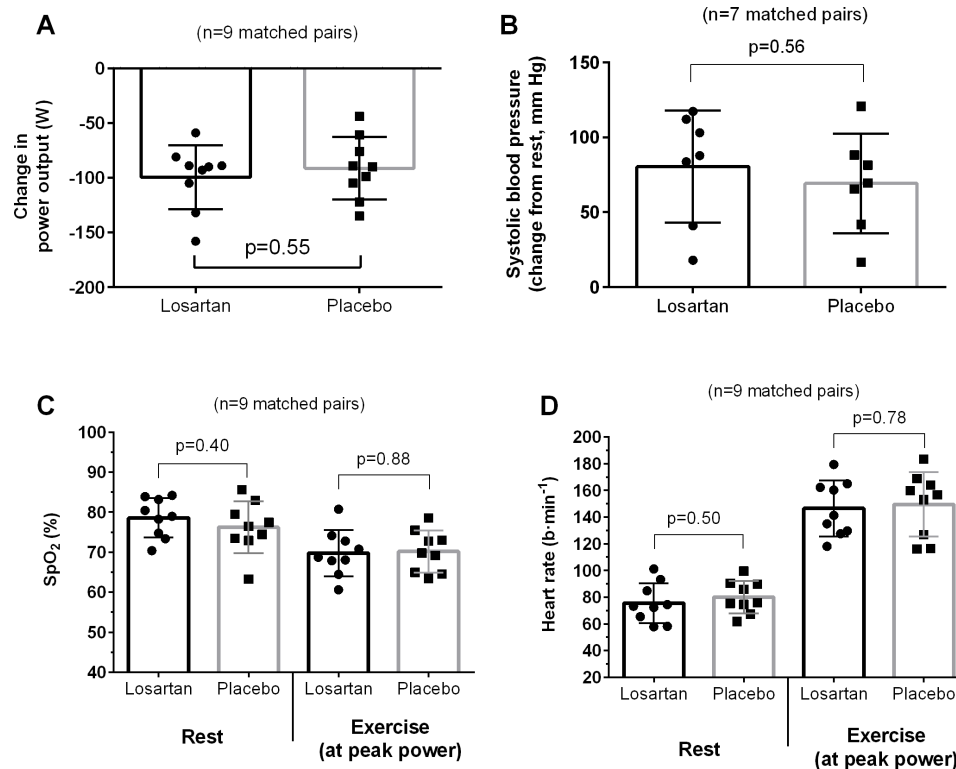 A
(n=9 matched pairs)
Change in
power output (W)
0
-50
-100
-150
-200
p=0.55
Losartan
Placebo
B
(n=7 matched pairs)
p=0.56
Systolic blood pressure
(change from rest, mm Hg)
150
100
50
0
Losartan
Placebo
C
(n=9 matched pairs)
p=0.40
p=0.88
SpO₂ (%)
100
90
80
70
60
50
40
Losartan
Placebo
Losartan
Placebo
Rest
Exercise
(at peak power)
D
(n=9 matched pairs)
p=0.78
p=0.50
Heart rate (b·min⁻¹)
200
180
160
140
120
100
80
60
40
20
Losartan
Placebo
Losartan
Placebo
Rest
Exercise
(at peak power)